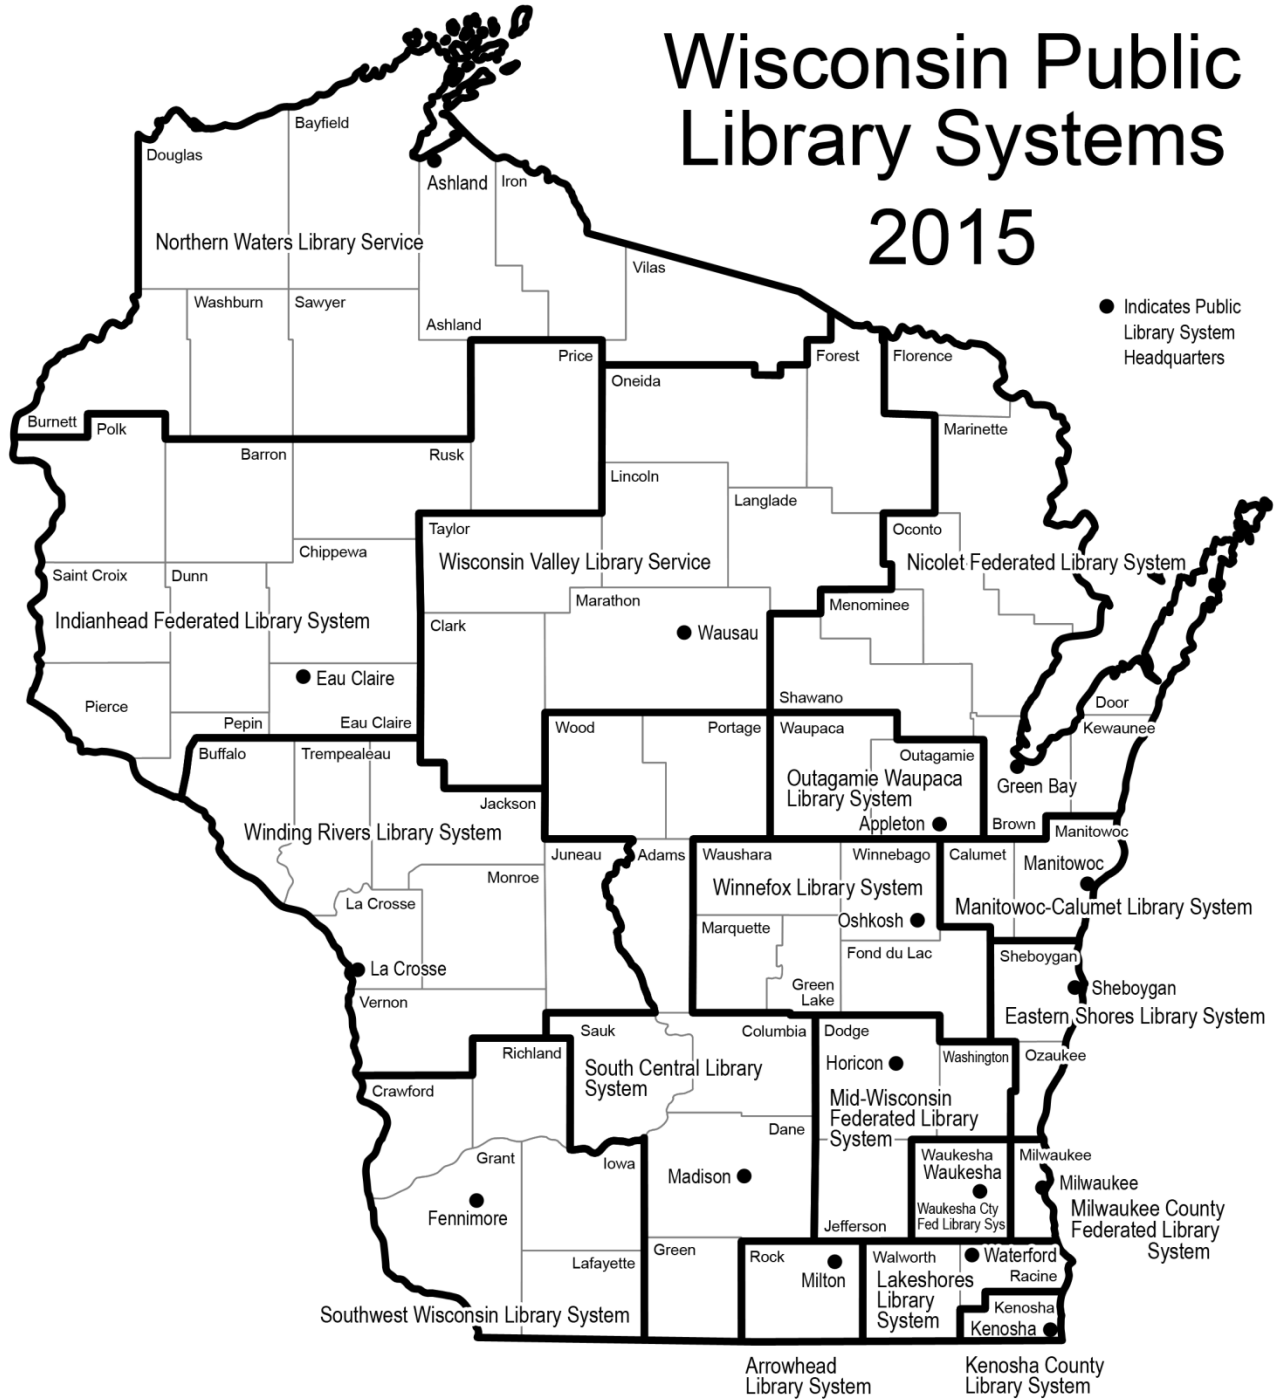 Wisconsin Public
Library Systems
2015
Indicates Public
Library System
Headquarters
Bayfield
Douglas
Ashland
Iron
Northern Waters Library Service
Vilas
Washburn
Sawyer
Ashland
Price
Forest
Florence
Oneida
Burnett
Polk
Marinette
Barron
Rusk
Lincoln
Langlade
Taylor
Oconto
Chippewa
Wisconsin Valley Library Service
Nicolet Federated Library System
Saint Croix
Dunn
Marathon
Menominee
Indianhead Federated Library System
Clark
Wausau
Eau Claire
Shawano
Pierce
Door
Pepin
Eau Claire
Wood
Portage
Waupaca
Kewaunee
Buffalo
Trempealeau
Outagamie
Outagamie Waupaca
Library System
Green Bay
Jackson
Appleton
Brown
Manitowoc
Winding Rivers Library System
Juneau
Adams
Waushara
Winnebago
Calumet
Manitowoc
Monroe
Winnefox Library System
La Crosse
Manitowoc-Calumet Library System
Marquette
Oshkosh
Fond du Lac
Sheboygan
La Crosse
Green
Lake
Sheboygan
Vernon
Eastern Shores Library System
Sauk
Columbia
Dodge
Richland
Washington
Ozaukee
South Central Library
System
Horicon
Crawford
Mid-Wisconsin
Federated Library
System
Dane
Grant
Iowa
Waukesha
Milwaukee
Madison
Waukesha
Milwaukee
Fennimore
Waukesha Cty
Fed Library Sys
Milwaukee County
Federated Library
System
Jefferson
Lafayette
Green
Rock
Walworth
Waterford
Milton
Racine
Lakeshores
Library
System
Southwest Wisconsin Library System
Kenosha
Kenosha
Arrowhead
Library System
Kenosha County
Library System